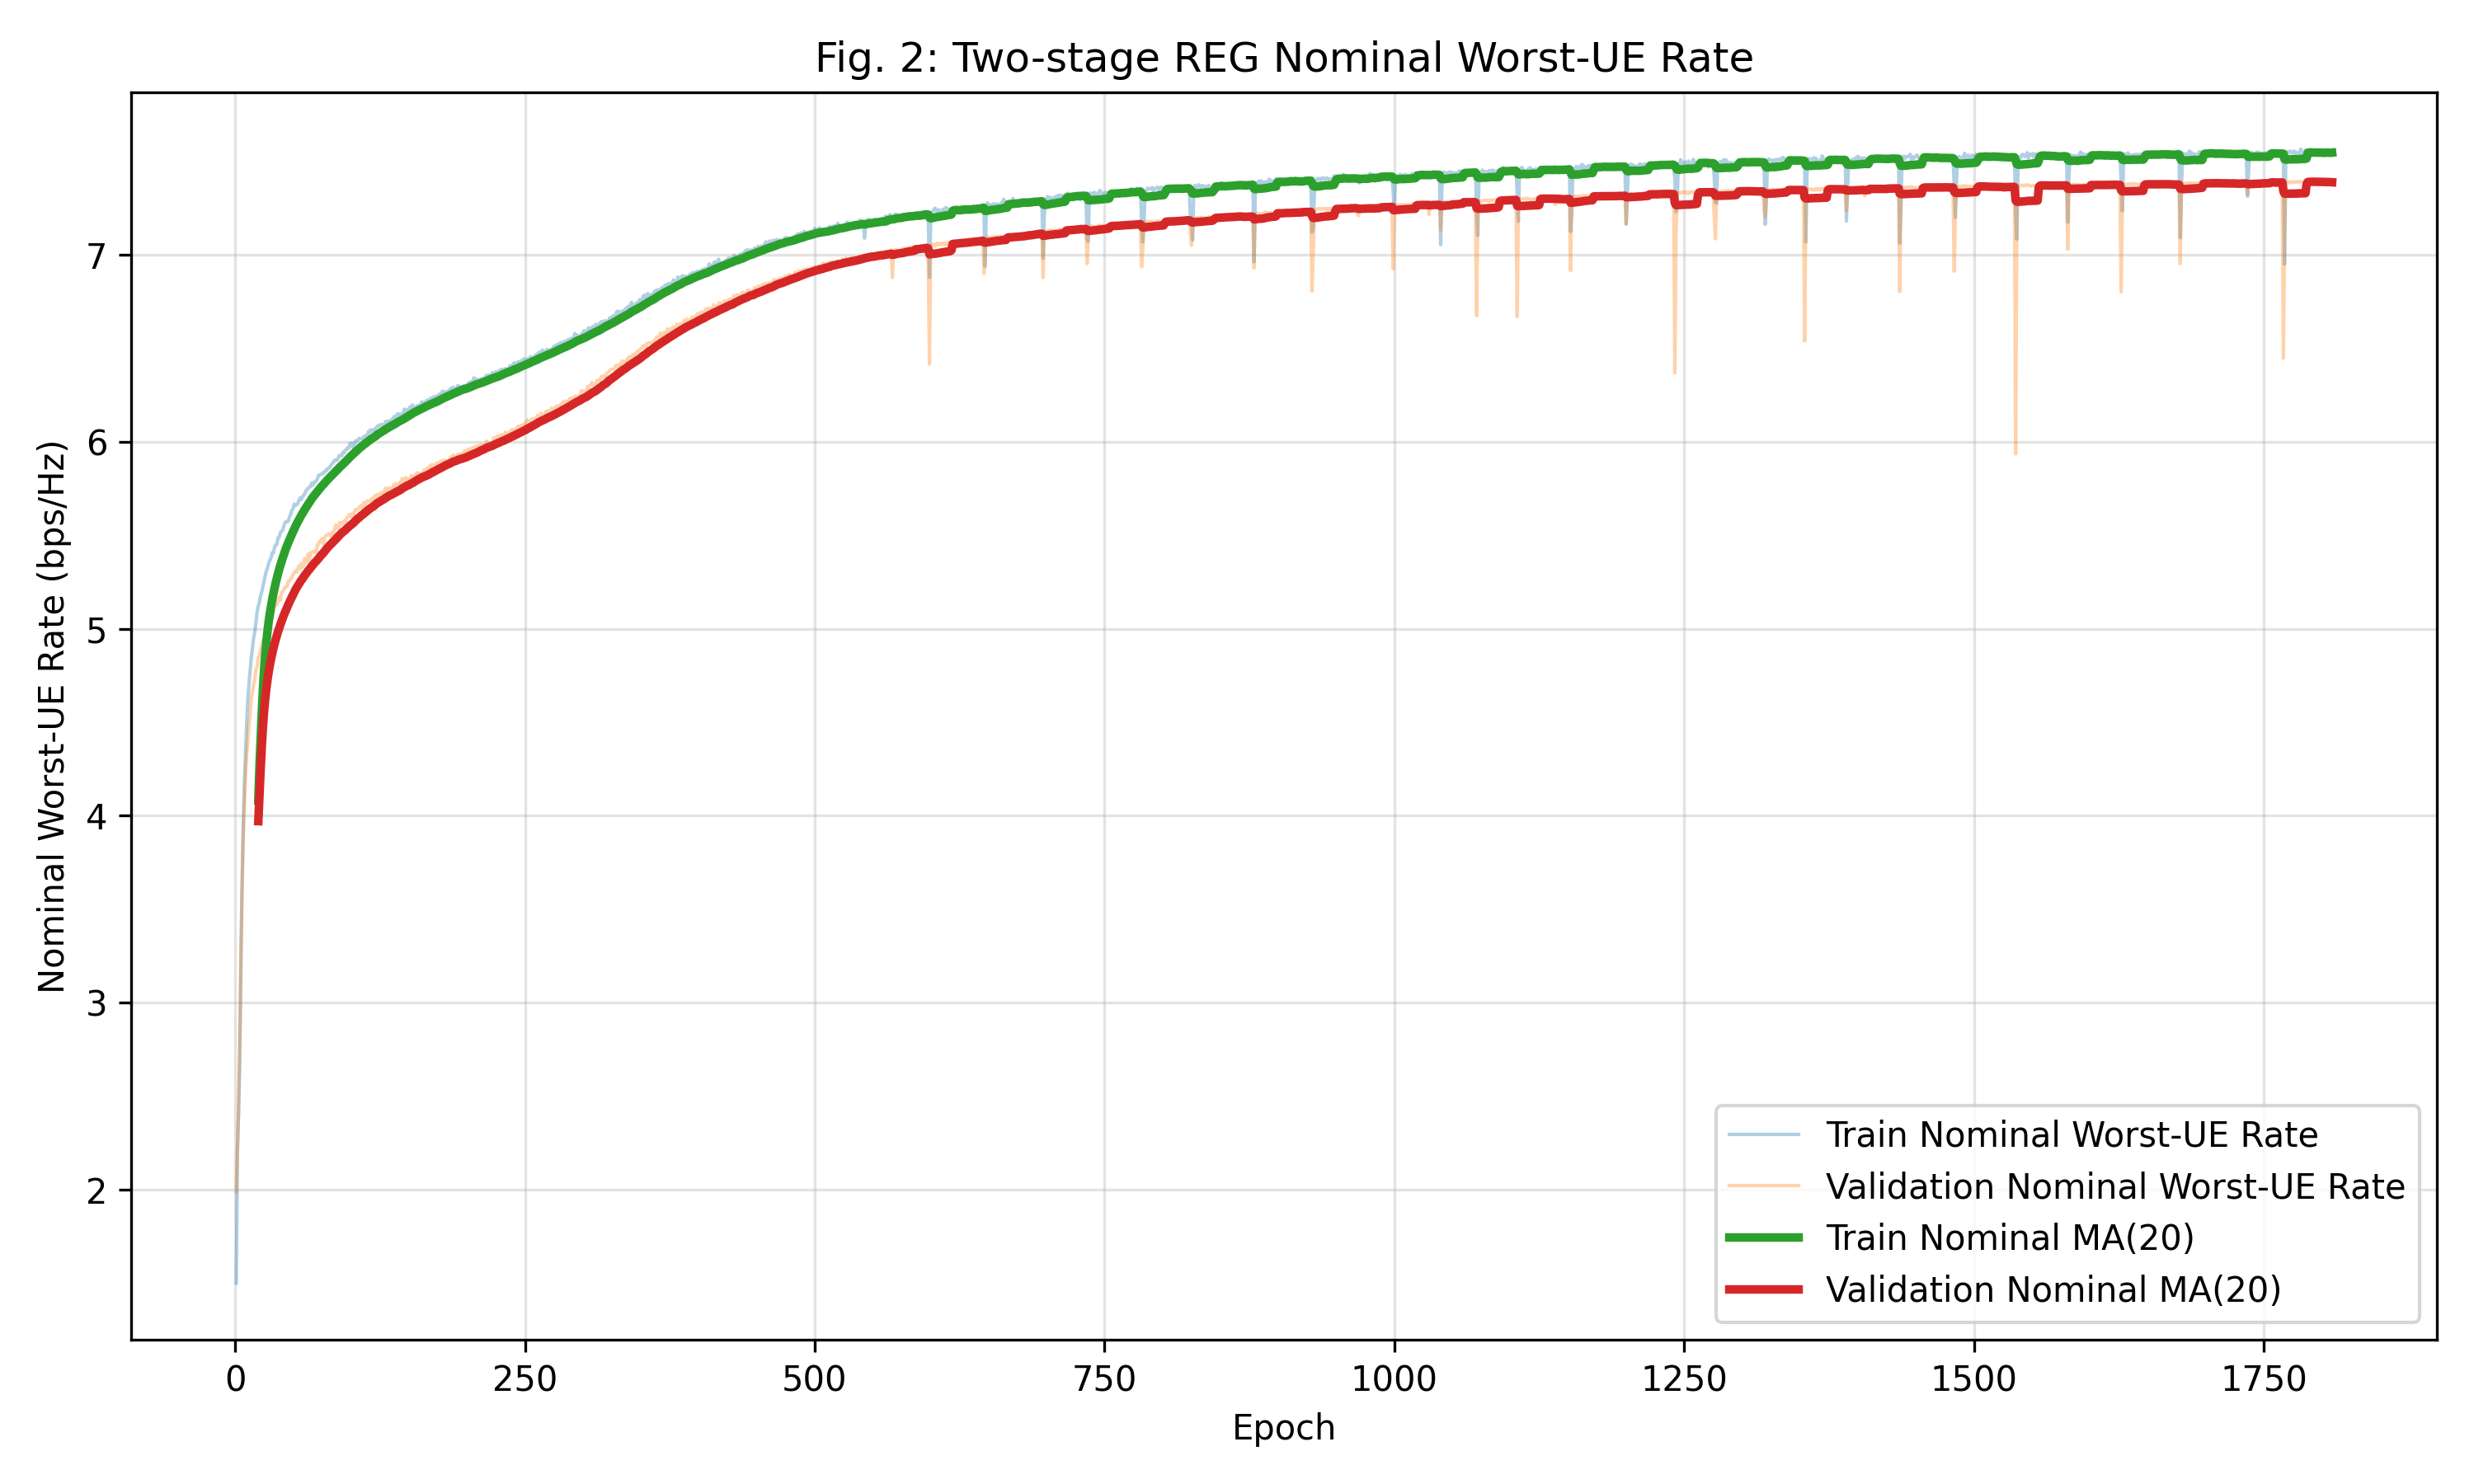 Fig. 2: Two-stage REG Nominal Worst-UE Rate
Nominal Worst-UE Rate (bps/Hz)
7
6
5
4
3
2
0 250 500 750 1000 1250 1500 1750
Epoch
Train Nominal Worst-UE Rate
Validation Nominal Worst-UE Rate
Train Nominal MA(20)
Validation Nominal MA(20)